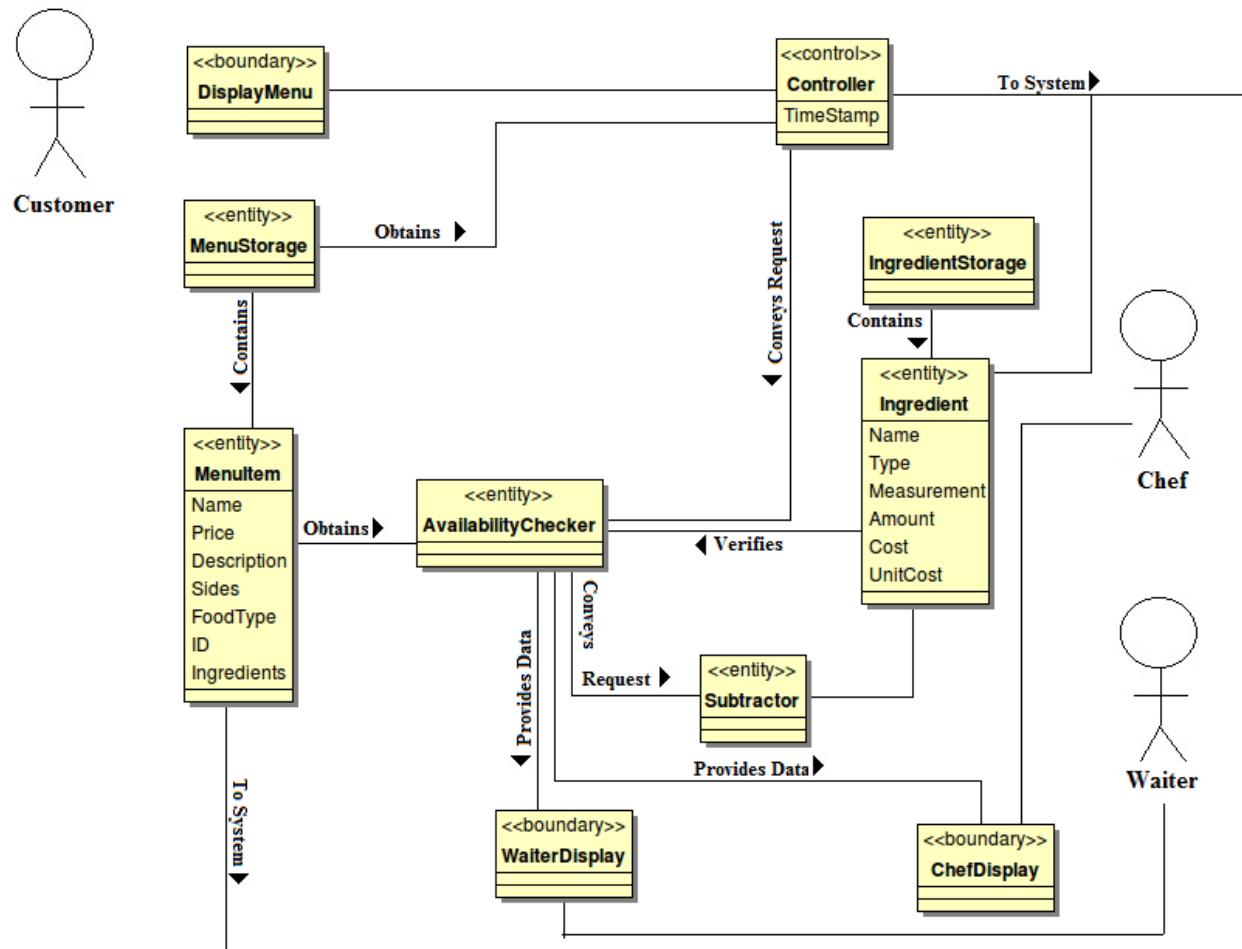 <<boundary>>
DisplayMenu
<<control>>
Controller
TimeStamp
To System
Customer
<<entity>>
MenuStorage
Obtains
Conveys Request
<<entity>>
IngredientStorage
Contains
Contains
<<entity>>
Ingredient
Name
Type
Measurement
Amount
Cost
UnitCost
Chef
<<entity>>
MenuItem
Name
Price
Description
Sides
FoodType
ID
Ingredients
Obtains
<<entity>>
AvailabilityChecker
Verifies
Conveys
Request
<<entity>>
Subtractor
Provides Data
Provides Data
Waiter
To System
<<boundary>>
WaiterDisplay
<<boundary>>
ChefDisplay